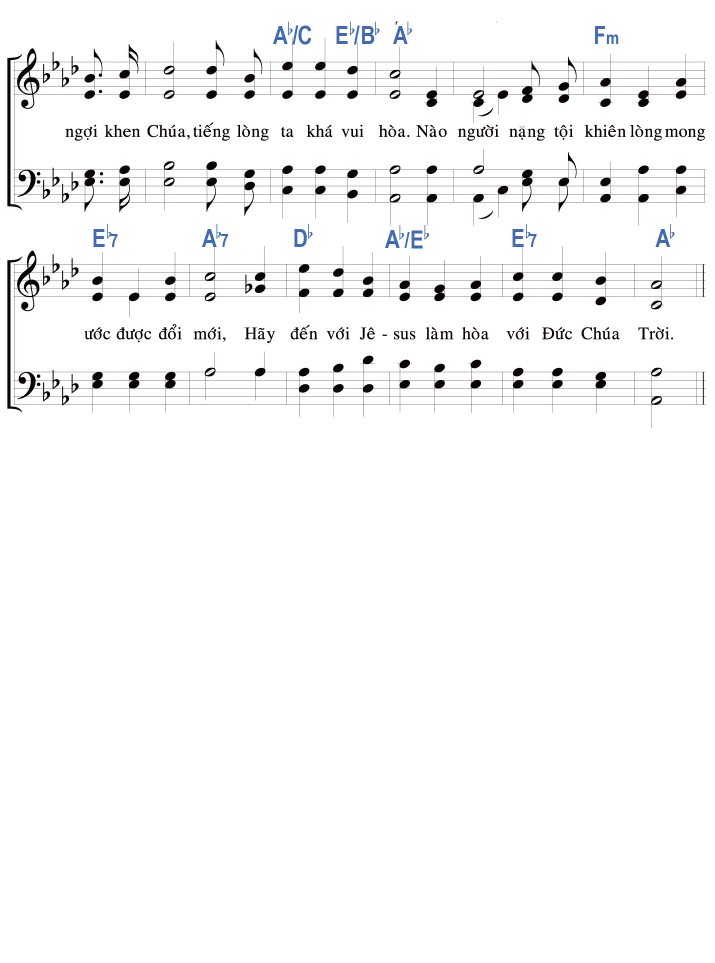 A♭/C E♭/B♭ A♭ Fm
ngợi khen Chúa, tiếng lòng ta khá vui hòa. Nào người nặng tội khiên lòng mong
E♭7 A♭7 D♭ A♭/E♭ E♭7 A♭
ước được đổi mới, Hãy đến với Jê - sus làm hòa với Đức Chúa Trời.